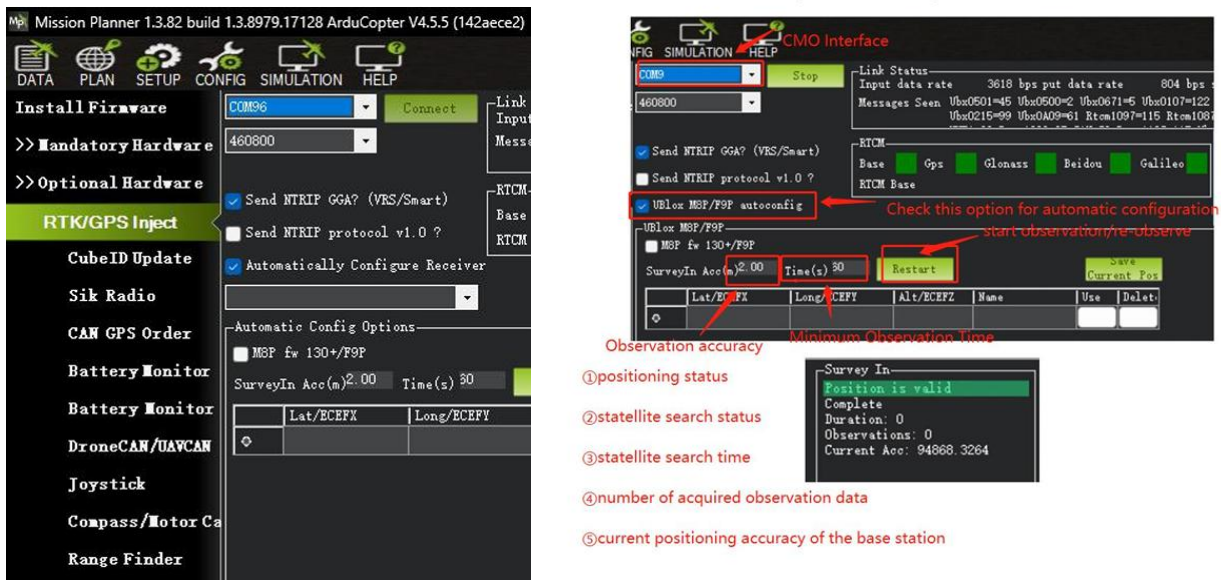 Mission Planner 1.3.82 build 1.3.8979.17128 ArduCopter V4.5.5 (142aece2)
DATA PLAN SETUP CONFIG SIMULATION HELP
Install Firmware
>> Mandatory Hardware
>> Optional Hardware
RTK/GPS Inject
CubeID Update
Sik Radio
CAN GPS Order
Battery Monitor
Battery Monitor
DroneCAN/UAVCAN
Joystick
Compass/Motor Ca
Range Finder
COM96 Connect
460800
Link
Input
Messe
Send NTRIP GGA? (VRS/Smart)
Send NTRIP protocol v1.0 ?
Automatically Configure Receiver
RTCM
Base
RTCM
Automatic Config Options
M8P fw 130+/F9P
SurveyIn Acc(m) 2.00 Time(s) 60
Lat/ECEFX Long/ECEFY
NFIG SIMULATION HELP
CMO Interface
COM9 Stop
460800
Link Status
Input data rate 3618 bps put data rate 804 bps
Messages Seen Ubx0501=45 Ubx0500=2 Ubx0671=5 Ubx0107=122
Ubx0215=99 Ubx0A09=61 Rtcm1097=115 Rtcm1087
Send NTRIP GGA? (VRS/Smart)
Send NTRIP protocol v1.0 ?
RTCM
Base Gps Glonass Beidou Galileo
RTCM Base
UBlox M8P/F9P autoconfig
Check this option for automatic configuration
start observation/re-observe
UBlox M8P/F9P
M8P fw 130+/F9P
SurveyIn Acc(m) 2.00 Time(s) 60 Restart
Save
Current Pos
Lat/ECEFX Long/ECEFY Alt/ECEFZ Name Use Delet
Minimum Observation Time
Observation accuracy
①positioning status
②statellite search status
③statellite search time
④number of acquired observation data
⑤current positioning accuracy of the base station
Survey In
Position is valid
Complete
Duration: 0
Observations: 0
Current Acc: 94868.3264